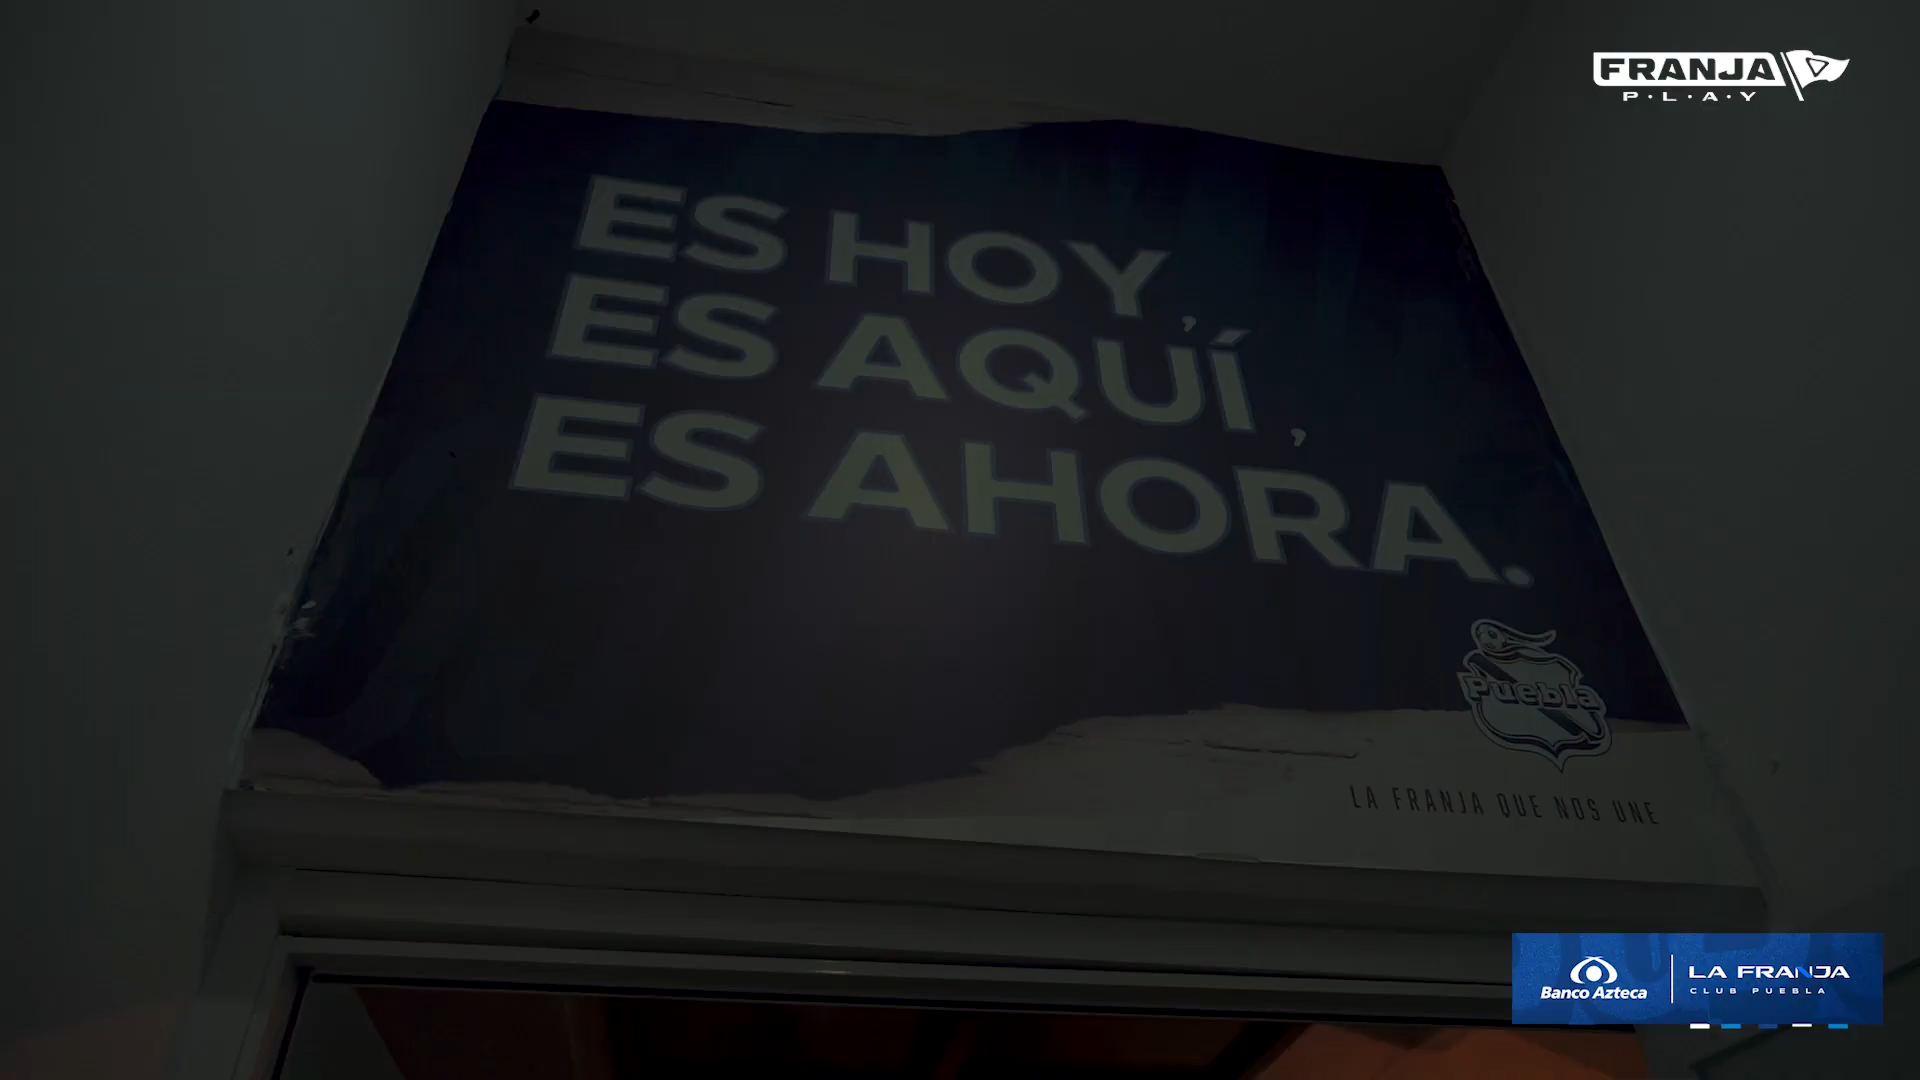 FRANJA
P·L·A·Y
ES HOY,
ES AQUÍ,
ES AHORA.
Puebla
LA FRANJA QUE NOS UNE
Banco Azteca
LA FRANJA
CLUB PUEBLA